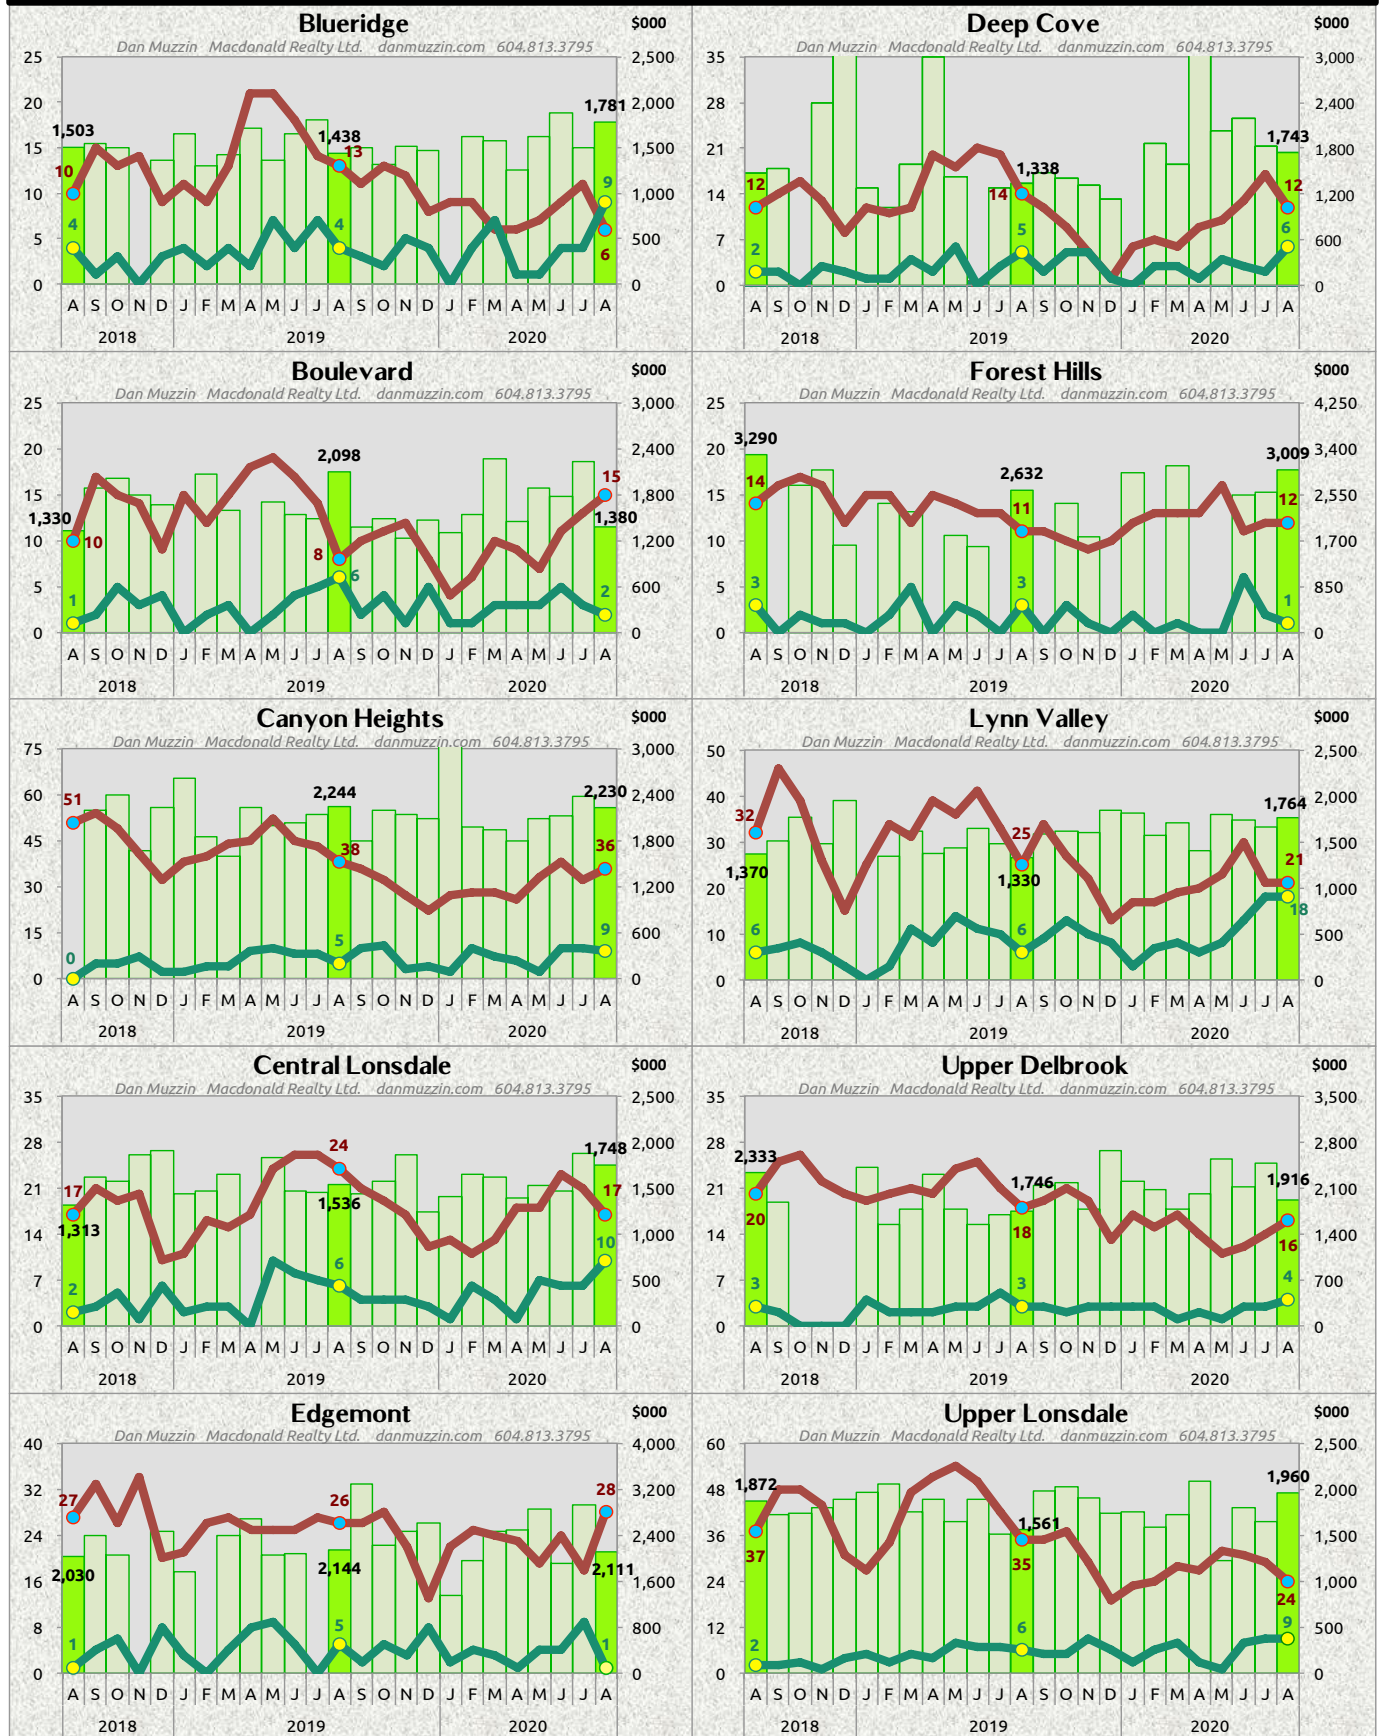 Blueridge $000
Dan Muzzin Macdonald Realty Ltd. danmuzzin.com 604.813.3795
25 2,500
20 1,781 2,000
1,503 1,438
15 13 1,500
10
10 9 1,000
5 4 4 500
6
0 0
A S O N D J F M A M J J A S O N D J F M A M J J A
2018 2019 2020
Deep Cove $000
Dan Muzzin Macdonald Realty Ltd. danmuzzin.com 604.813.3795
35 3,000
28 2,400
1,743
21 1,338 1,800
12 14 12
14 1,200
7 2 5 6 600
0 0
A S O N D J F M A M J J A S O N D J F M A M J J A
2018 2019 2020
Boulevard $000
Dan Muzzin Macdonald Realty Ltd. danmuzzin.com 604.813.3795
25 3,000
20 2,098 2,400
15
15 1,800
1,330 1,380
10 10 8 1,200
6
5 1 2 600
0 0
A S O N D J F M A M J J A S O N D J F M A M J J A
2018 2019 2020
Forest Hills $000
Dan Muzzin Macdonald Realty Ltd. danmuzzin.com 604.813.3795
25 4,250
3,290
20 2,632 3,009 3,400
14
15 11 12 2,550
10 1,700
5 3 3 1 850
0 0
A S O N D J F M A M J J A S O N D J F M A M J J A
2018 2019 2020
Canyon Heights $000
Dan Muzzin Macdonald Realty Ltd. danmuzzin.com 604.813.3795
75 3,000
60 51 2,244 2,230 2,400
45 38 36 1,800
30 1,200
15 5 9 600
0
0 0
A S O N D J F M A M J J A S O N D J F M A M J J A
2018 2019 2020
Lynn Valley $000
Dan Muzzin Macdonald Realty Ltd. danmuzzin.com 604.813.3795
50 2,500
40 1,764 2,000
32 25
30 1,500
1,370 1,330 21
20 1,000
18
10 6 6 500
0 0
A S O N D J F M A M J J A S O N D J F M A M J J A
2018 2019 2020
Central Lonsdale $000
Dan Muzzin Macdonald Realty Ltd. danmuzzin.com 604.813.3795
35 2,500
28 24 1,748 2,000
21 17 17 1,500
1,313 1,536
14 10 1,000
7 2 6 500
0 0
A S O N D J F M A M J J A S O N D J F M A M J J A
2018 2019 2020
Upper Delbrook $000
Dan Muzzin Macdonald Realty Ltd. danmuzzin.com 604.813.3795
35 3,500
28 2,800
2,333
21 1,746 1,916 2,100
20 18 16
14 1,400
7 3 3 4 700
0 0
A S O N D J F M A M J J A S O N D J F M A M J J A
2018 2019 2020
Edgemont $000
Dan Muzzin Macdonald Realty Ltd. danmuzzin.com 604.813.3795
40 4,000
32 27 26 28 3,200
24 2,400
2,030 2,144 2,111
16 1,600
8 1 5 1 800
0 0
A S O N D J F M A M J J A S O N D J F M A M J J A
2018 2019 2020
Upper Lonsdale $000
Dan Muzzin Macdonald Realty Ltd. danmuzzin.com 604.813.3795
60 2,500
1,872 1,960
48 2,000
1,561
36 37 35 1,500
24 24 1,000
12 2 6 9 500
0 0
A S O N D J F M A M J J A S O N D J F M A M J J A
2018 2019 2020